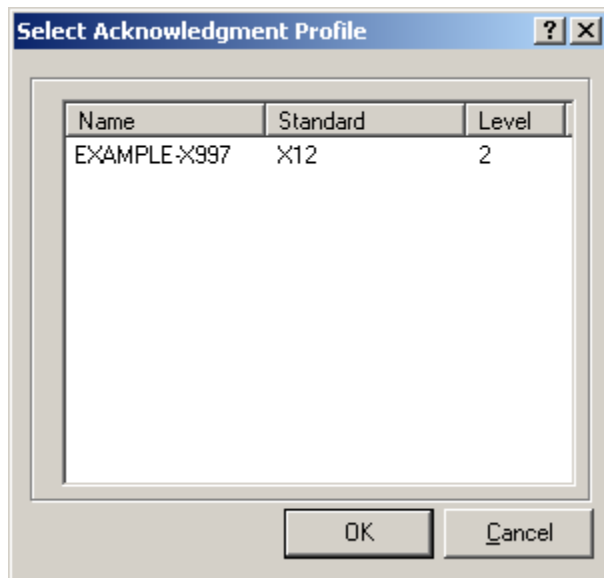 Select Acknowledgment Profile ? X
Name Standard Level
EXAMPLE-X997 X12 2
OK Cancel